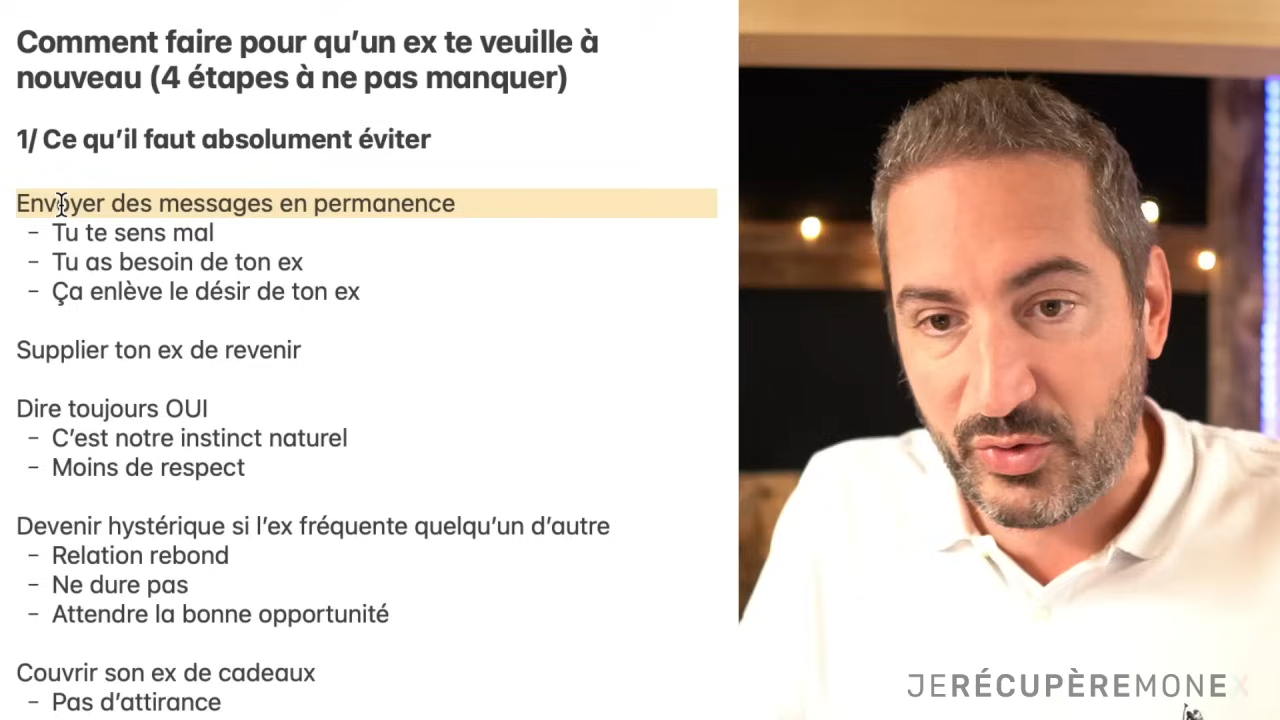 Comment faire pour qu’un ex te veuille à
nouveau (4 étapes à ne pas manquer)
1/ Ce qu’il faut absolument éviter
Envoyer des messages en permanence
- Tu te sens mal
- Tu as besoin de ton ex
- Ça enlève le désir de ton ex
Supplier ton ex de revenir
Dire toujours OUI
- C’est notre instinct naturel
- Moins de respect
Devenir hystérique si l’ex fréquente quelqu’un d’autre
- Relation rebond
- Ne dure pas
- Attendre la bonne opportunité
Couvrir son ex de cadeaux
- Pas d’attirance
JERÉCUPÈREMONEX